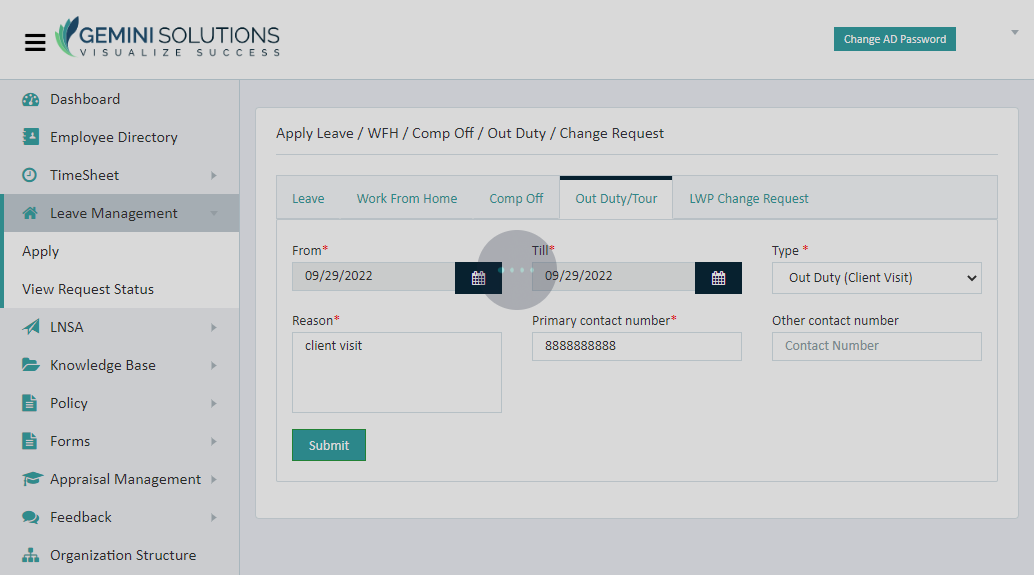 GEMINI SOLUTIONS
VISUALIZE SUCCESS
Change AD Password
Dashboard
Employee Directory
TimeSheet
Leave Management
Apply
View Request Status
LNSA
Knowledge Base
Policy
Forms
Appraisal Management
Feedback
Organization Structure
Apply Leave / WFH / Comp Off / Out Duty / Change Request
Leave Work From Home Comp Off Out Duty/Tour LWP Change Request
From* Till* Type *
09/29/2022 09/29/2022 Out Duty (Client Visit)
Reason* Primary contact number* Other contact number
client visit 8888888888 Contact Number
Submit